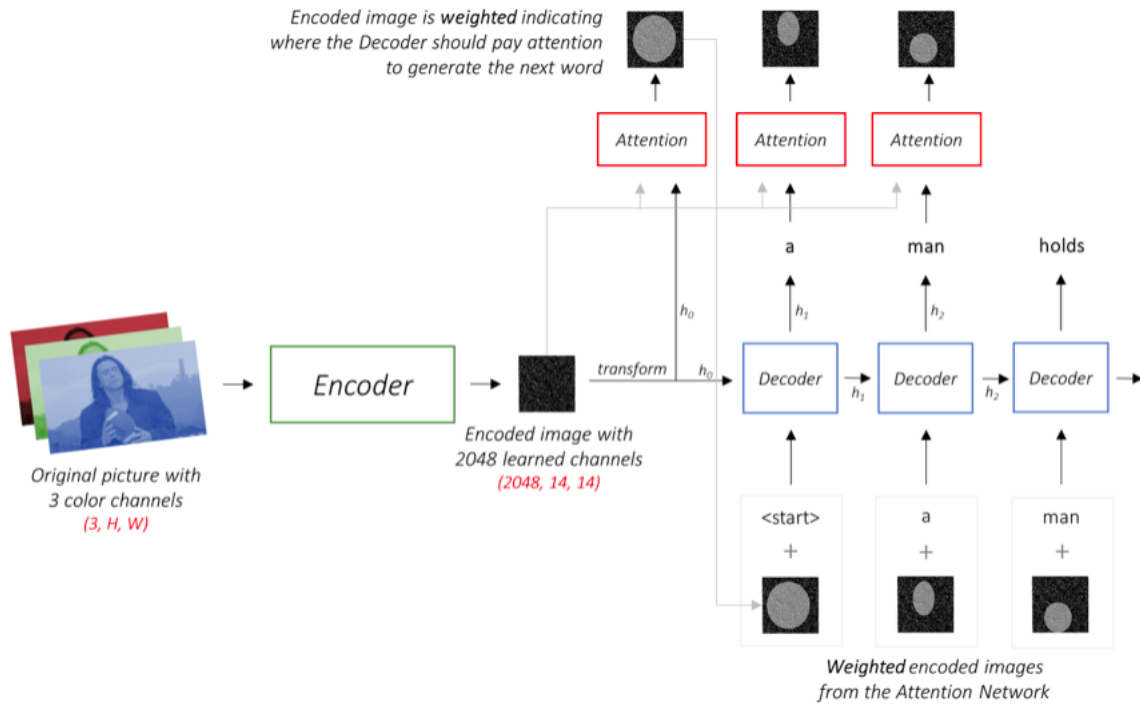 Encoded image is weighted indicating
where the Decoder should pay attention
to generate the next word
Attention
Attention
Attention
a
man
holds
h0
h1
h2
Encoder
transform
h0
Decoder
h1
Decoder
h2
Decoder
Original picture with
3 color channels
(3, H, W)
Encoded image with
2048 learned channels
(2048, 14, 14)
<start>
+
a
+
man
+
Weighted encoded images
from the Attention Network